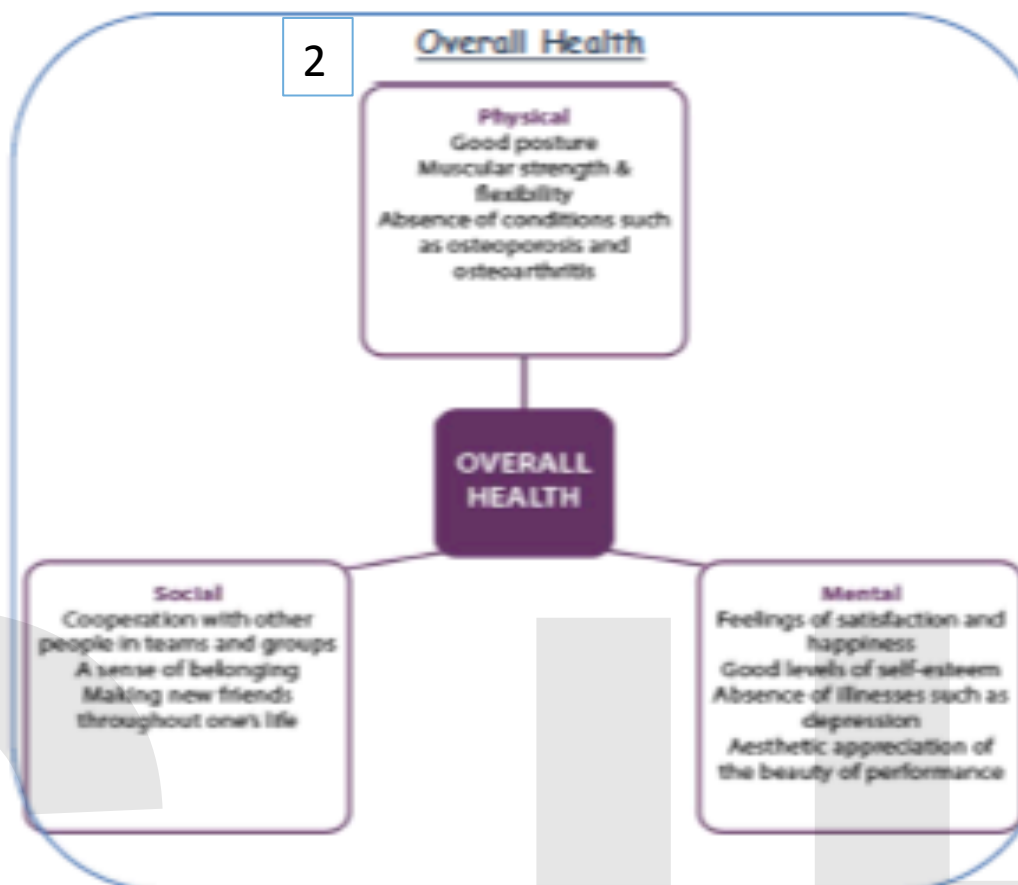 2
Overall Health
Physical
Good posture
Muscular strength &
flexibility
Absence of conditions such
as osteoporosis and
osteoarthritis
OVERALL
HEALTH
Social
Cooperation with other
people in teams and groups
A sense of belonging
Making new friends
throughout one's life
Mental
Feelings of satisfaction and
happiness
Good levels of self-esteem
Absence of illnesses such as
depression
Aesthetic appreciation of
the beauty of performance